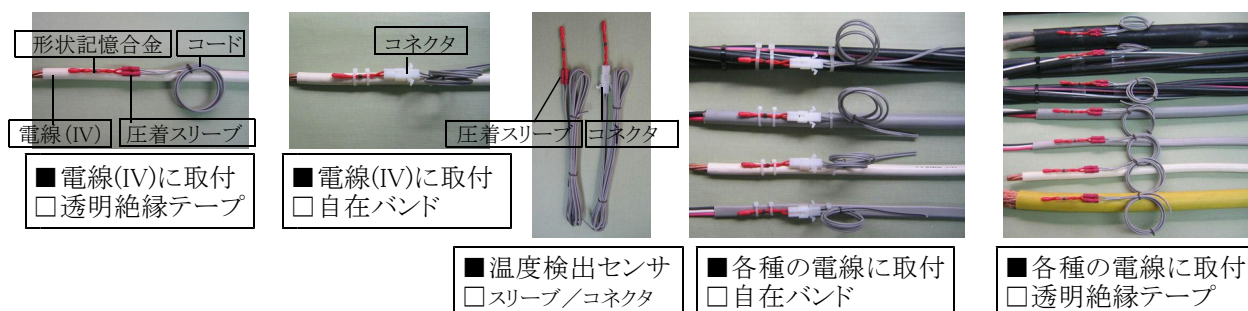 形状記憶合金
コード
電線(IV)
圧着スリーブ
■電線(IV)に取付
□透明絶縁テープ
コネクタ
■電線(IV)に取付
□自在バンド
圧着スリーブ
コネクタ
■温度検出センサ
□スリーブ／コネクタ
■各種の電線に取付
□自在バンド
■各種の電線に取付
□透明絶縁テープ